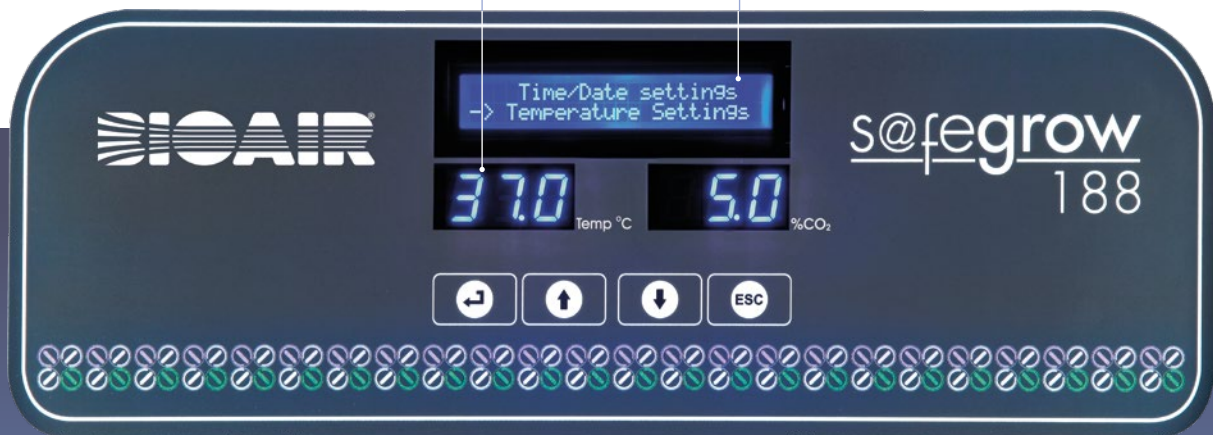 BIOAIR®
Time/Date settings
-> Temperature Settings
s@fegrow
188
37.0 Temp °C
5.0 %CO₂
ESC